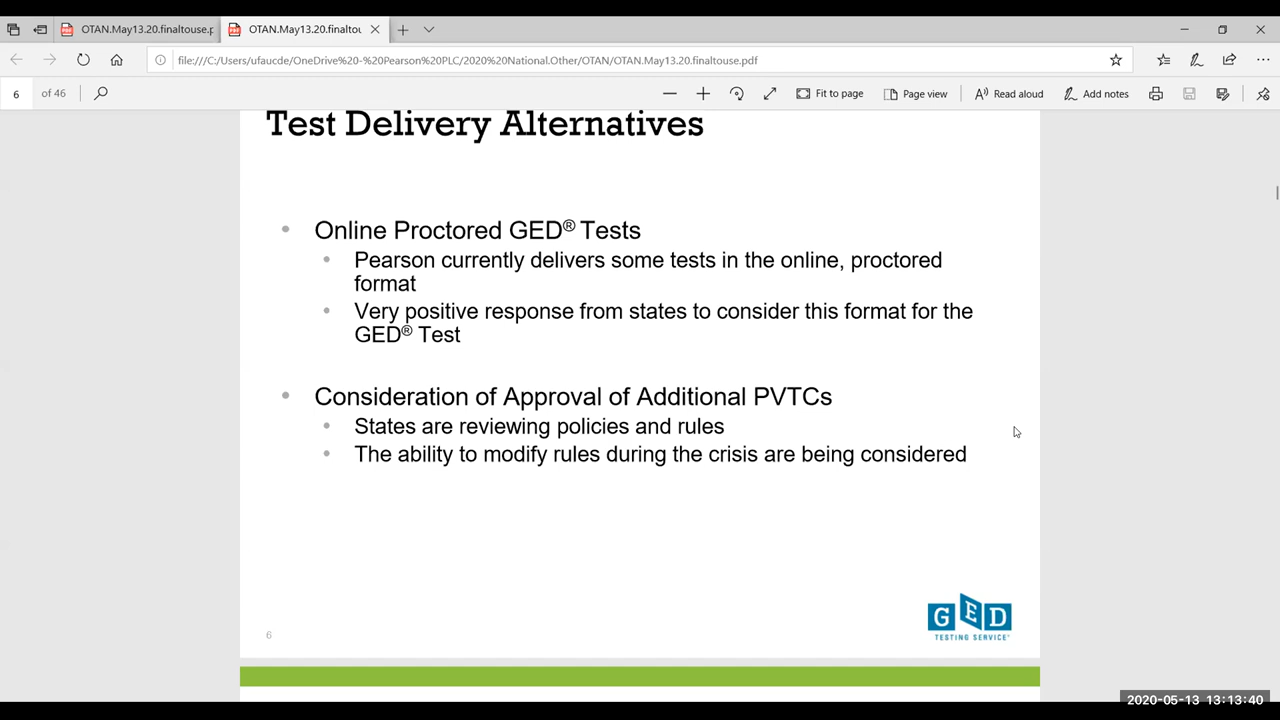 OTAN.May13.20.finaltouse.p
OTAN.May13.20.finaltou
file:///C:/Users/ufaucde/OneDrive%20-%20Pearson%20PLC/2020%20National.Other/OTAN/OTAN.May13.20.finaltouse.pdf
6 of 46
Fit to page
Page view
Read aloud
Add notes
Test Delivery Alternatives
• Online Proctored GED® Tests
• Pearson currently delivers some tests in the online, proctored
format
• Very positive response from states to consider this format for the
GED® Test
• Consideration of Approval of Additional PVTCs
• States are reviewing policies and rules
• The ability to modify rules during the crisis are being considered
GED
TESTING SERVICE®
6
2020-05-13 13:13:40